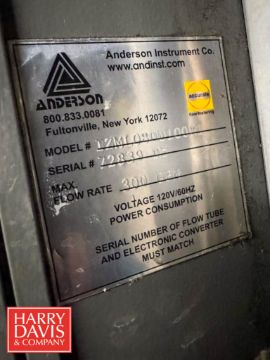 Anderson Instrument Co.
www.andinst.com
ANDERSON
800.833.0081
Fultonville, New York 12072
MODEL #
SERIAL #
MAX.
FLOW RATE 300
VOLTAGE 120V/60HZ
POWER CONSUMPTION
SERIAL NUMBER OF FLOW TUBE
AND ELECTRONIC CONVERTER
MUST MATCH
HARRY
DAVIS
& COMPANY